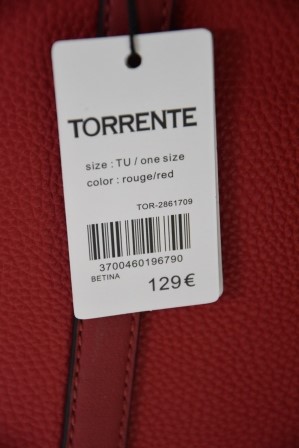 TORRENTE
size : TU / one size
color : rouge/red
TOR-2861709
3700460196790
BETINA
129€